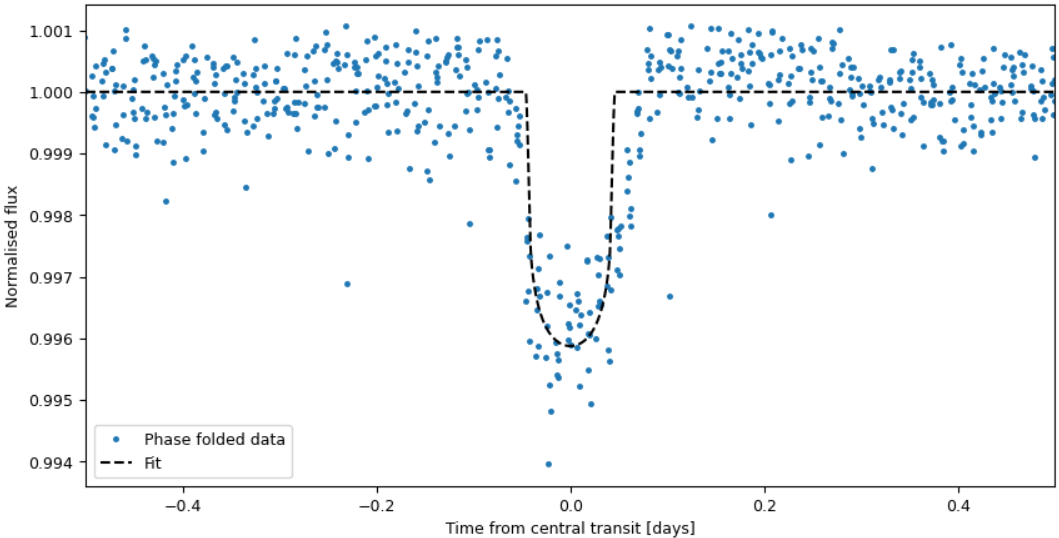 1.001
1.000
0.999
0.998
0.997
0.996
0.995
0.994
Normalised flux
Phase folded data
Fit
−0.4 −0.2 0.0 0.2 0.4
Time from central transit [days]